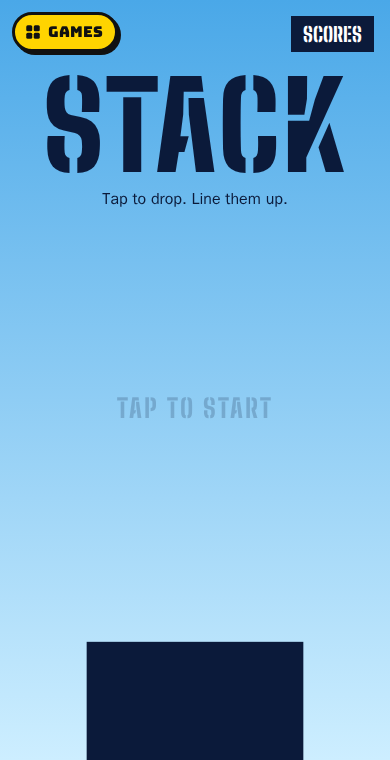 GAMES
SCORES
STACK
Tap to drop. Line them up.
TAP TO START